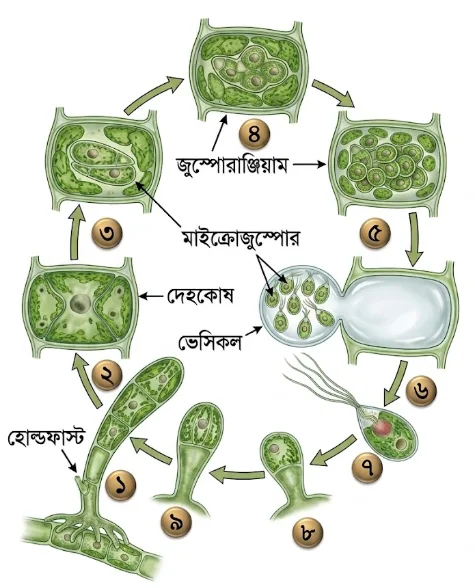 ৪
জুস্পোরাঞ্জিয়াম
৩
মাইক্রোজুস্পোর
৫
দেহকোষ
ভেসিকল
২
৬
হোল্ডফাস্ট
১
৯
৮
৭